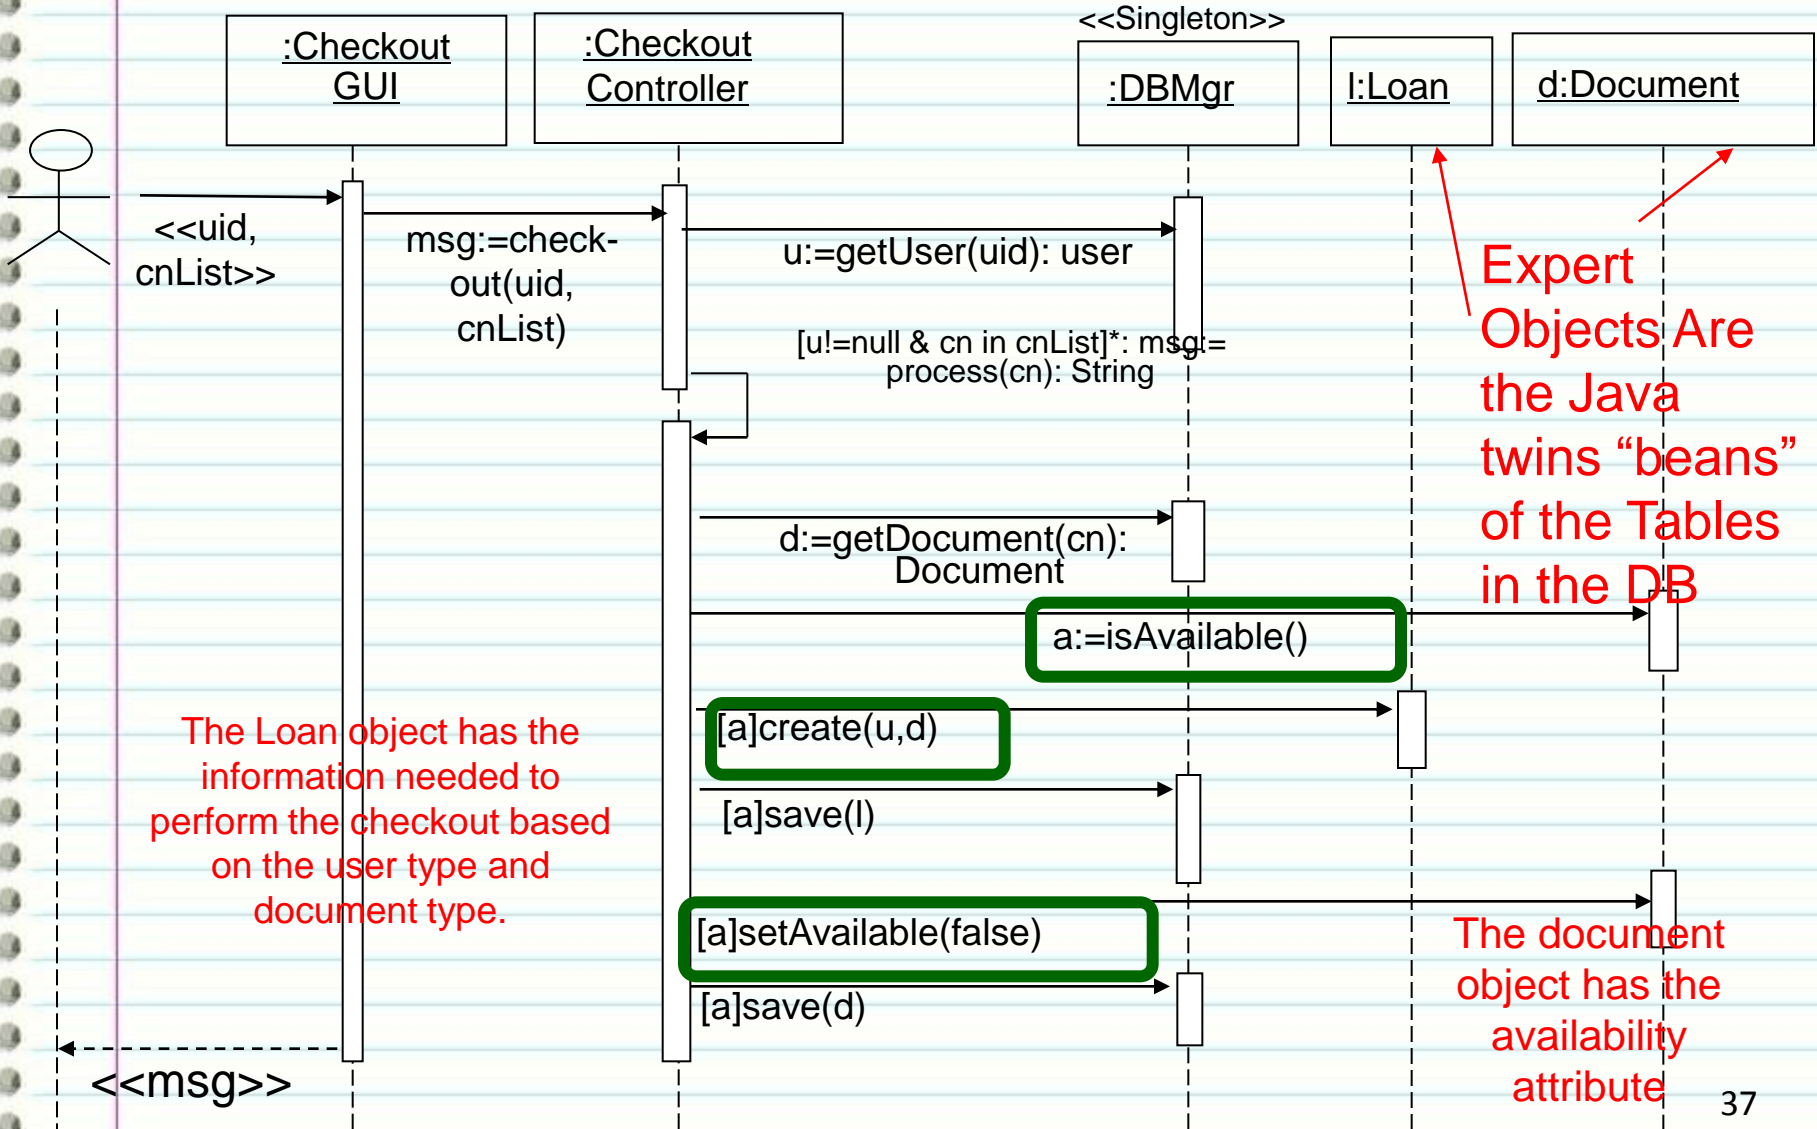 <<Singleton>>
:Checkout
GUI
:Checkout
Controller
:DBMgr
l:Loan
d:Document
<<uid,
cnList>>
msg:=check-
out(uid,
cnList)
u:=getUser(uid): user
[u!=null & cn in cnList]*: msg:=
process(cn): String
Expert
Objects Are
the Java
twins “beans”
of the Tables
in the DB
d:=getDocument(cn):
Document
a:=isAvailable()
[a]create(u,d)
[a]save(l)
The Loan object has the
information needed to
perform the checkout based
on the user type and
document type.
[a]setAvailable(false)
[a]save(d)
The document
object has the
availability
attribute
<<msg>>
37